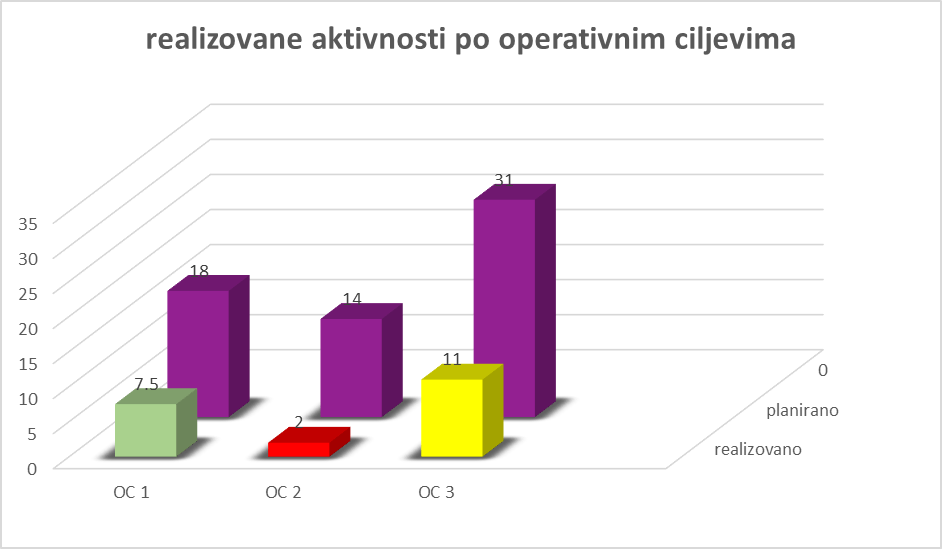 realizovane aktivnosti po operativnim ciljevima
31
18
14
35
30
25
20
15
10
5
0
7.5
2
11
0
planirano
realizovano
OC 1
OC 2
OC 3